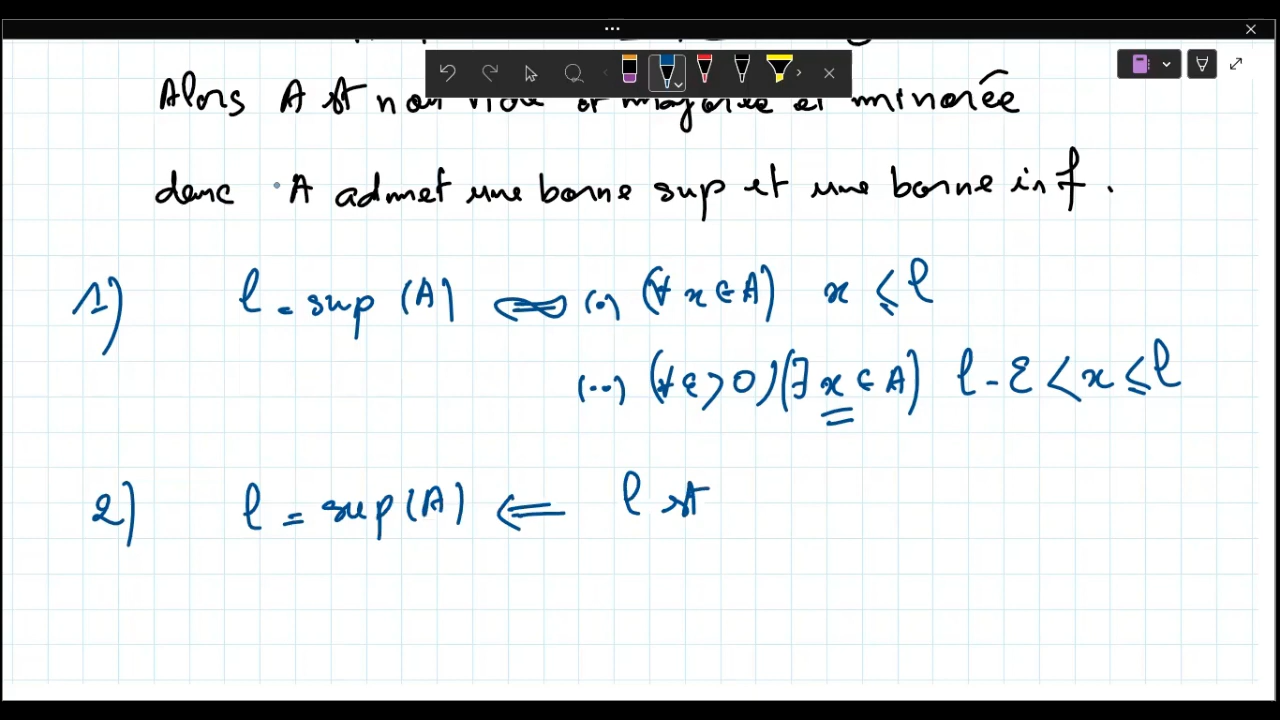 Alors A est non vide et majorée et minorée
donc A admet une borne sup et une borne inf.
1) l = sup (A) ⟺ (.) (∀ x ∈ A) x ≤ l
(..) (∀ ε > 0) (∃ x ∈ A) l - ε < x ≤ l
2) l = sup (A) ⟸ l est